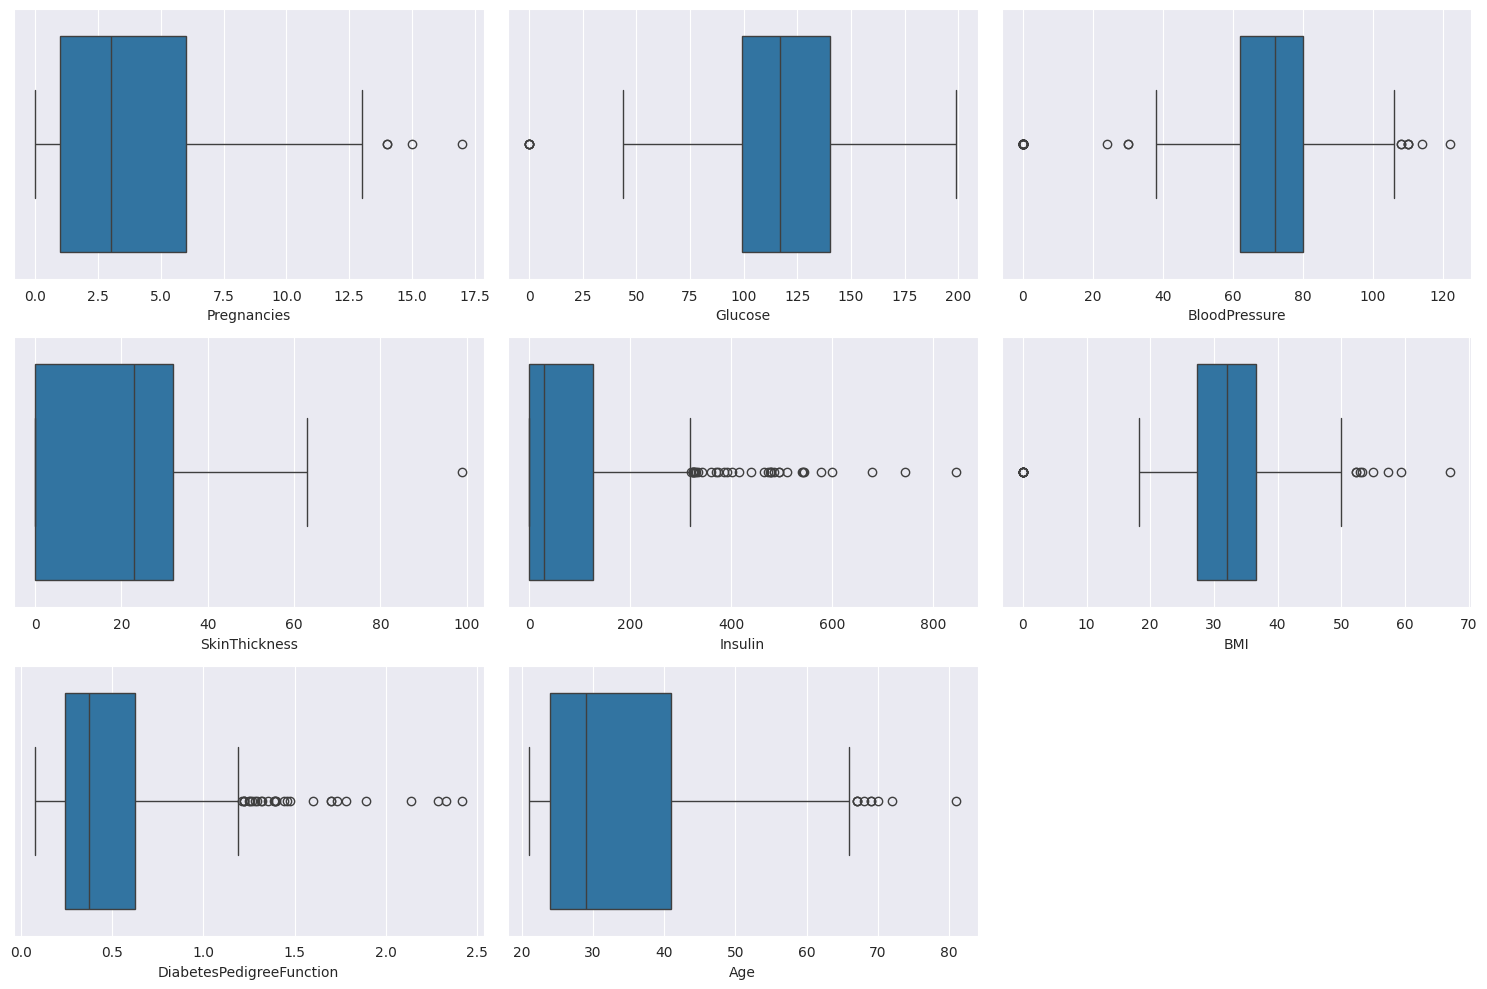 0.0 2.5 5.0 7.5 10.0 12.5 15.0 17.5
Pregnancies
0 25 50 75 100 125 150 175 200
Glucose
0 20 40 60 80 100 120
BloodPressure
0 20 40 60 80 100
SkinThickness
0 200 400 600 800
Insulin
0 10 20 30 40 50 60 70
BMI
0.0 0.5 1.0 1.5 2.0 2.5
DiabetesPedigreeFunction
20 30 40 50 60 70 80
Age